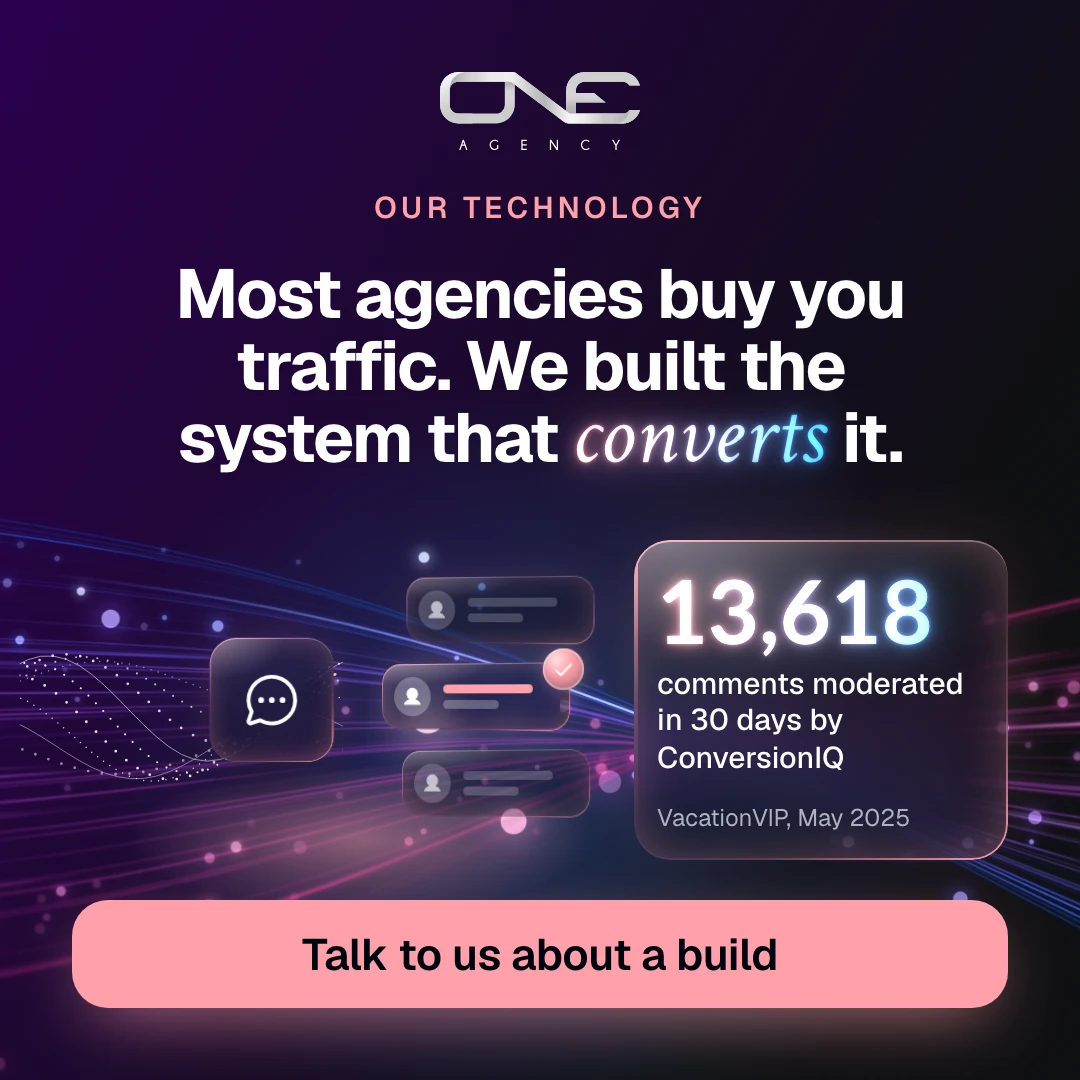 ONE
AGENCY
OUR TECHNOLOGY
Most agencies buy you
traffic. We built the
system that converts it.
13,618
comments moderated
in 30 days by
ConversionIQ
VacationVIP, May 2025
Talk to us about a build